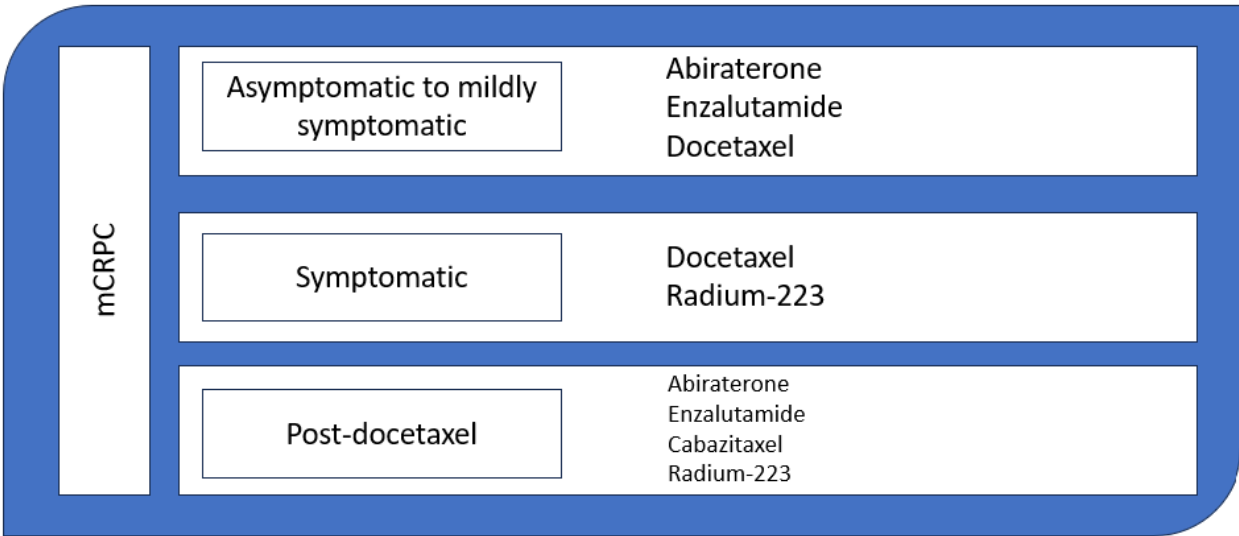 mCRPC
Asymptomatic to mildly
symptomatic
Abiraterone
Enzalutamide
Docetaxel
Symptomatic
Docetaxel
Radium-223
Post-docetaxel
Abiraterone
Enzalutamide
Cabazitaxel
Radium-223